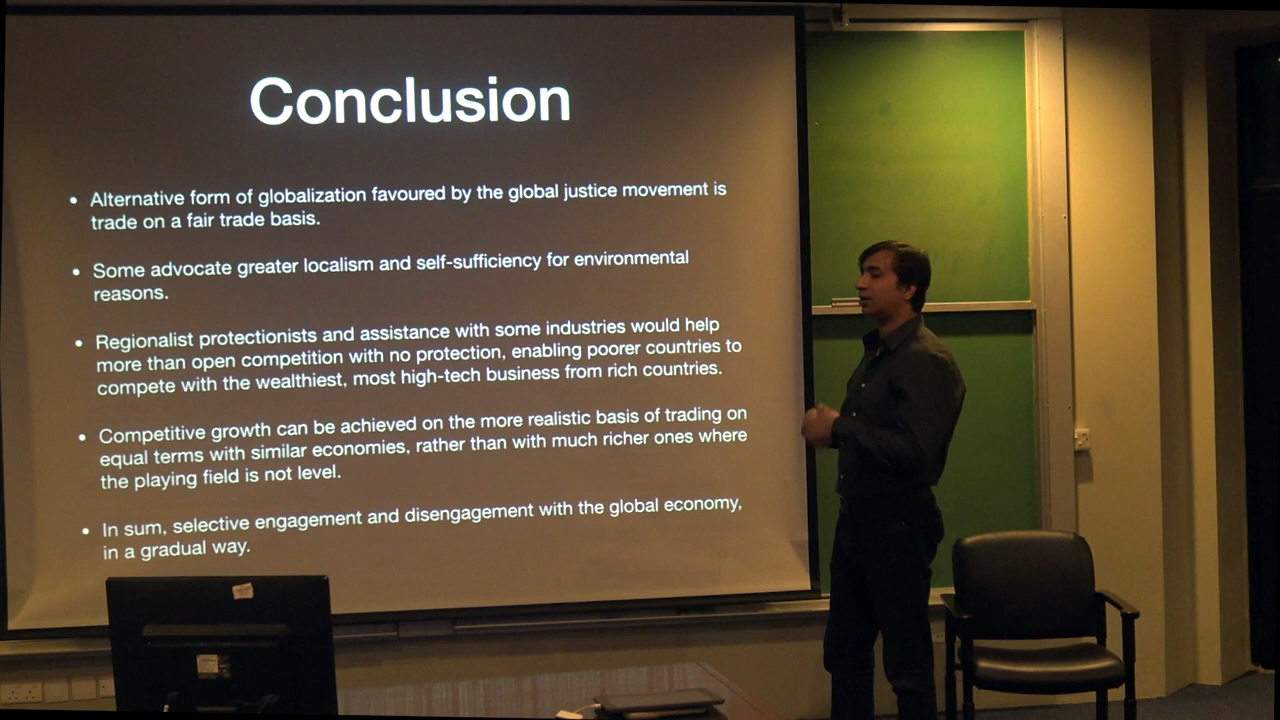 Conclusion
• Alternative form of globalization favoured by the global justice movement is
trade on a fair trade basis.
• Some advocate greater localism and self-sufficiency for environmental
reasons.
• Regionalist protectionists and assistance with some industries would help
more than open competition with no protection, enabling poorer countries to
compete with the wealthiest, most high-tech business from rich countries.
• Competitive growth can be achieved on the more realistic basis of trading on
equal terms with similar economies, rather than with much richer ones where
the playing field is not level.
• In sum, selective engagement and disengagement with the global economy,
in a gradual way.